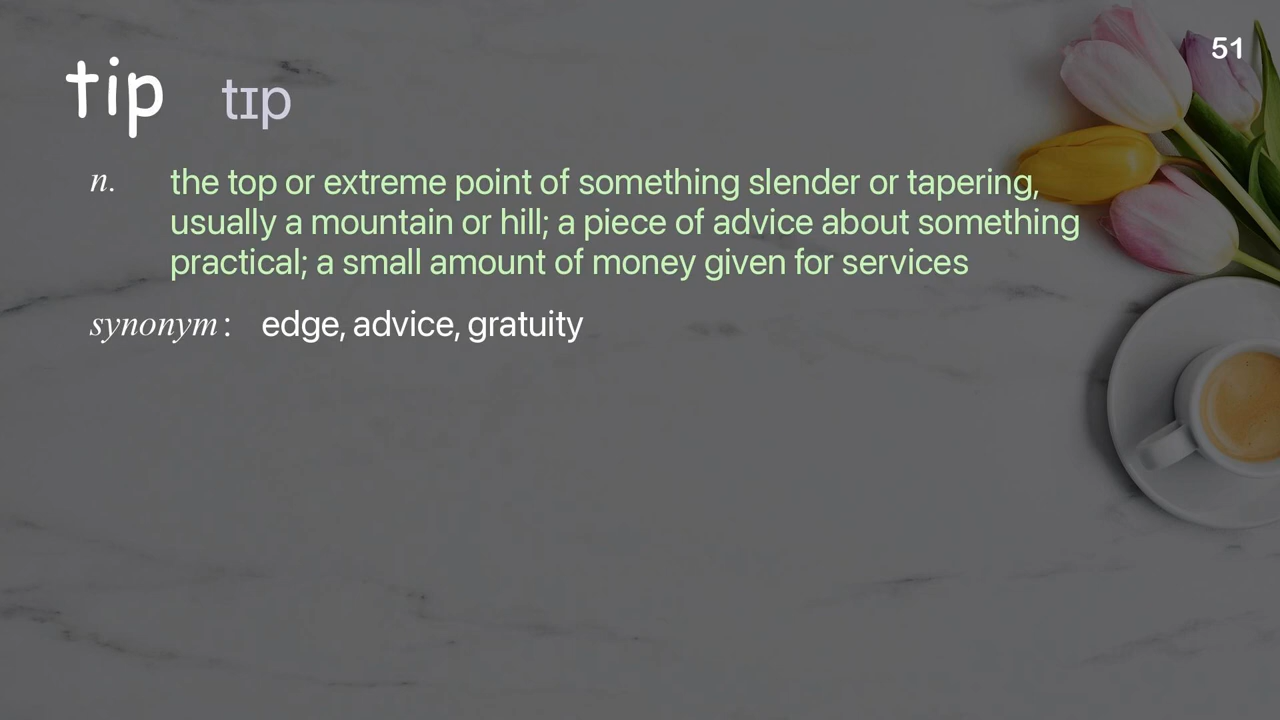 51
tip tɪp
n. the top or extreme point of something slender or tapering,
usually a mountain or hill; a piece of advice about something
practical; a small amount of money given for services
synonym: edge, advice, gratuity